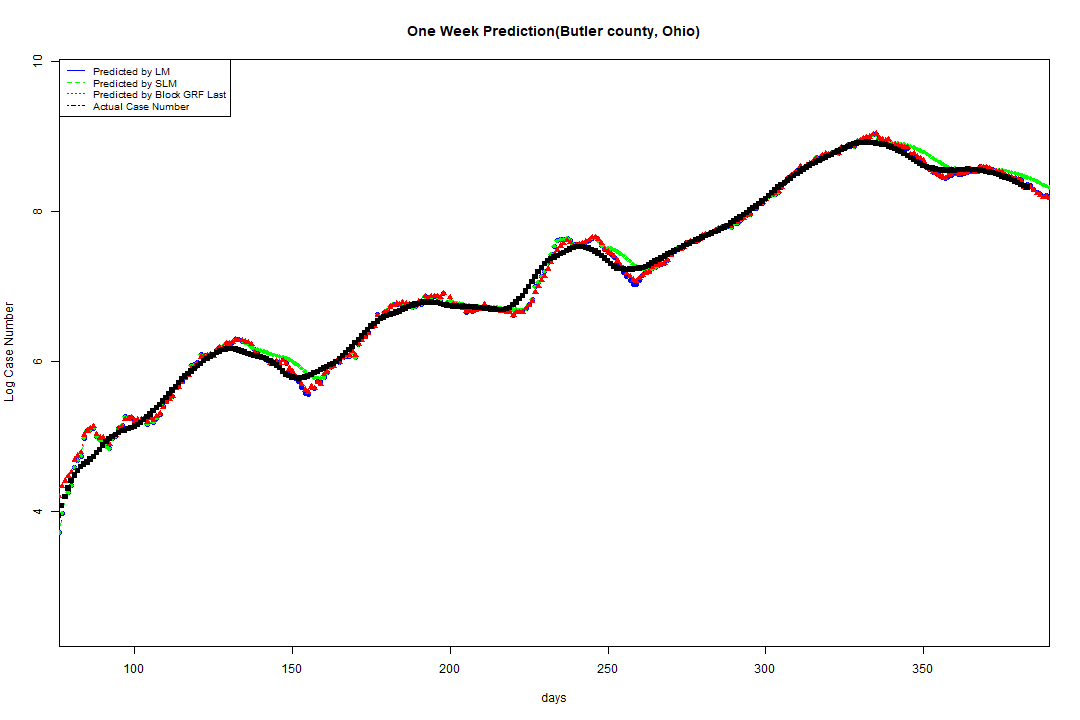 One Week Prediction(Butler county, Ohio)
Predicted by LM
Predicted by SLM
Predicted by Block GRF Last
Actual Case Number
10
8
6
4
Log Case Number
100 150 200 250 300 350
days